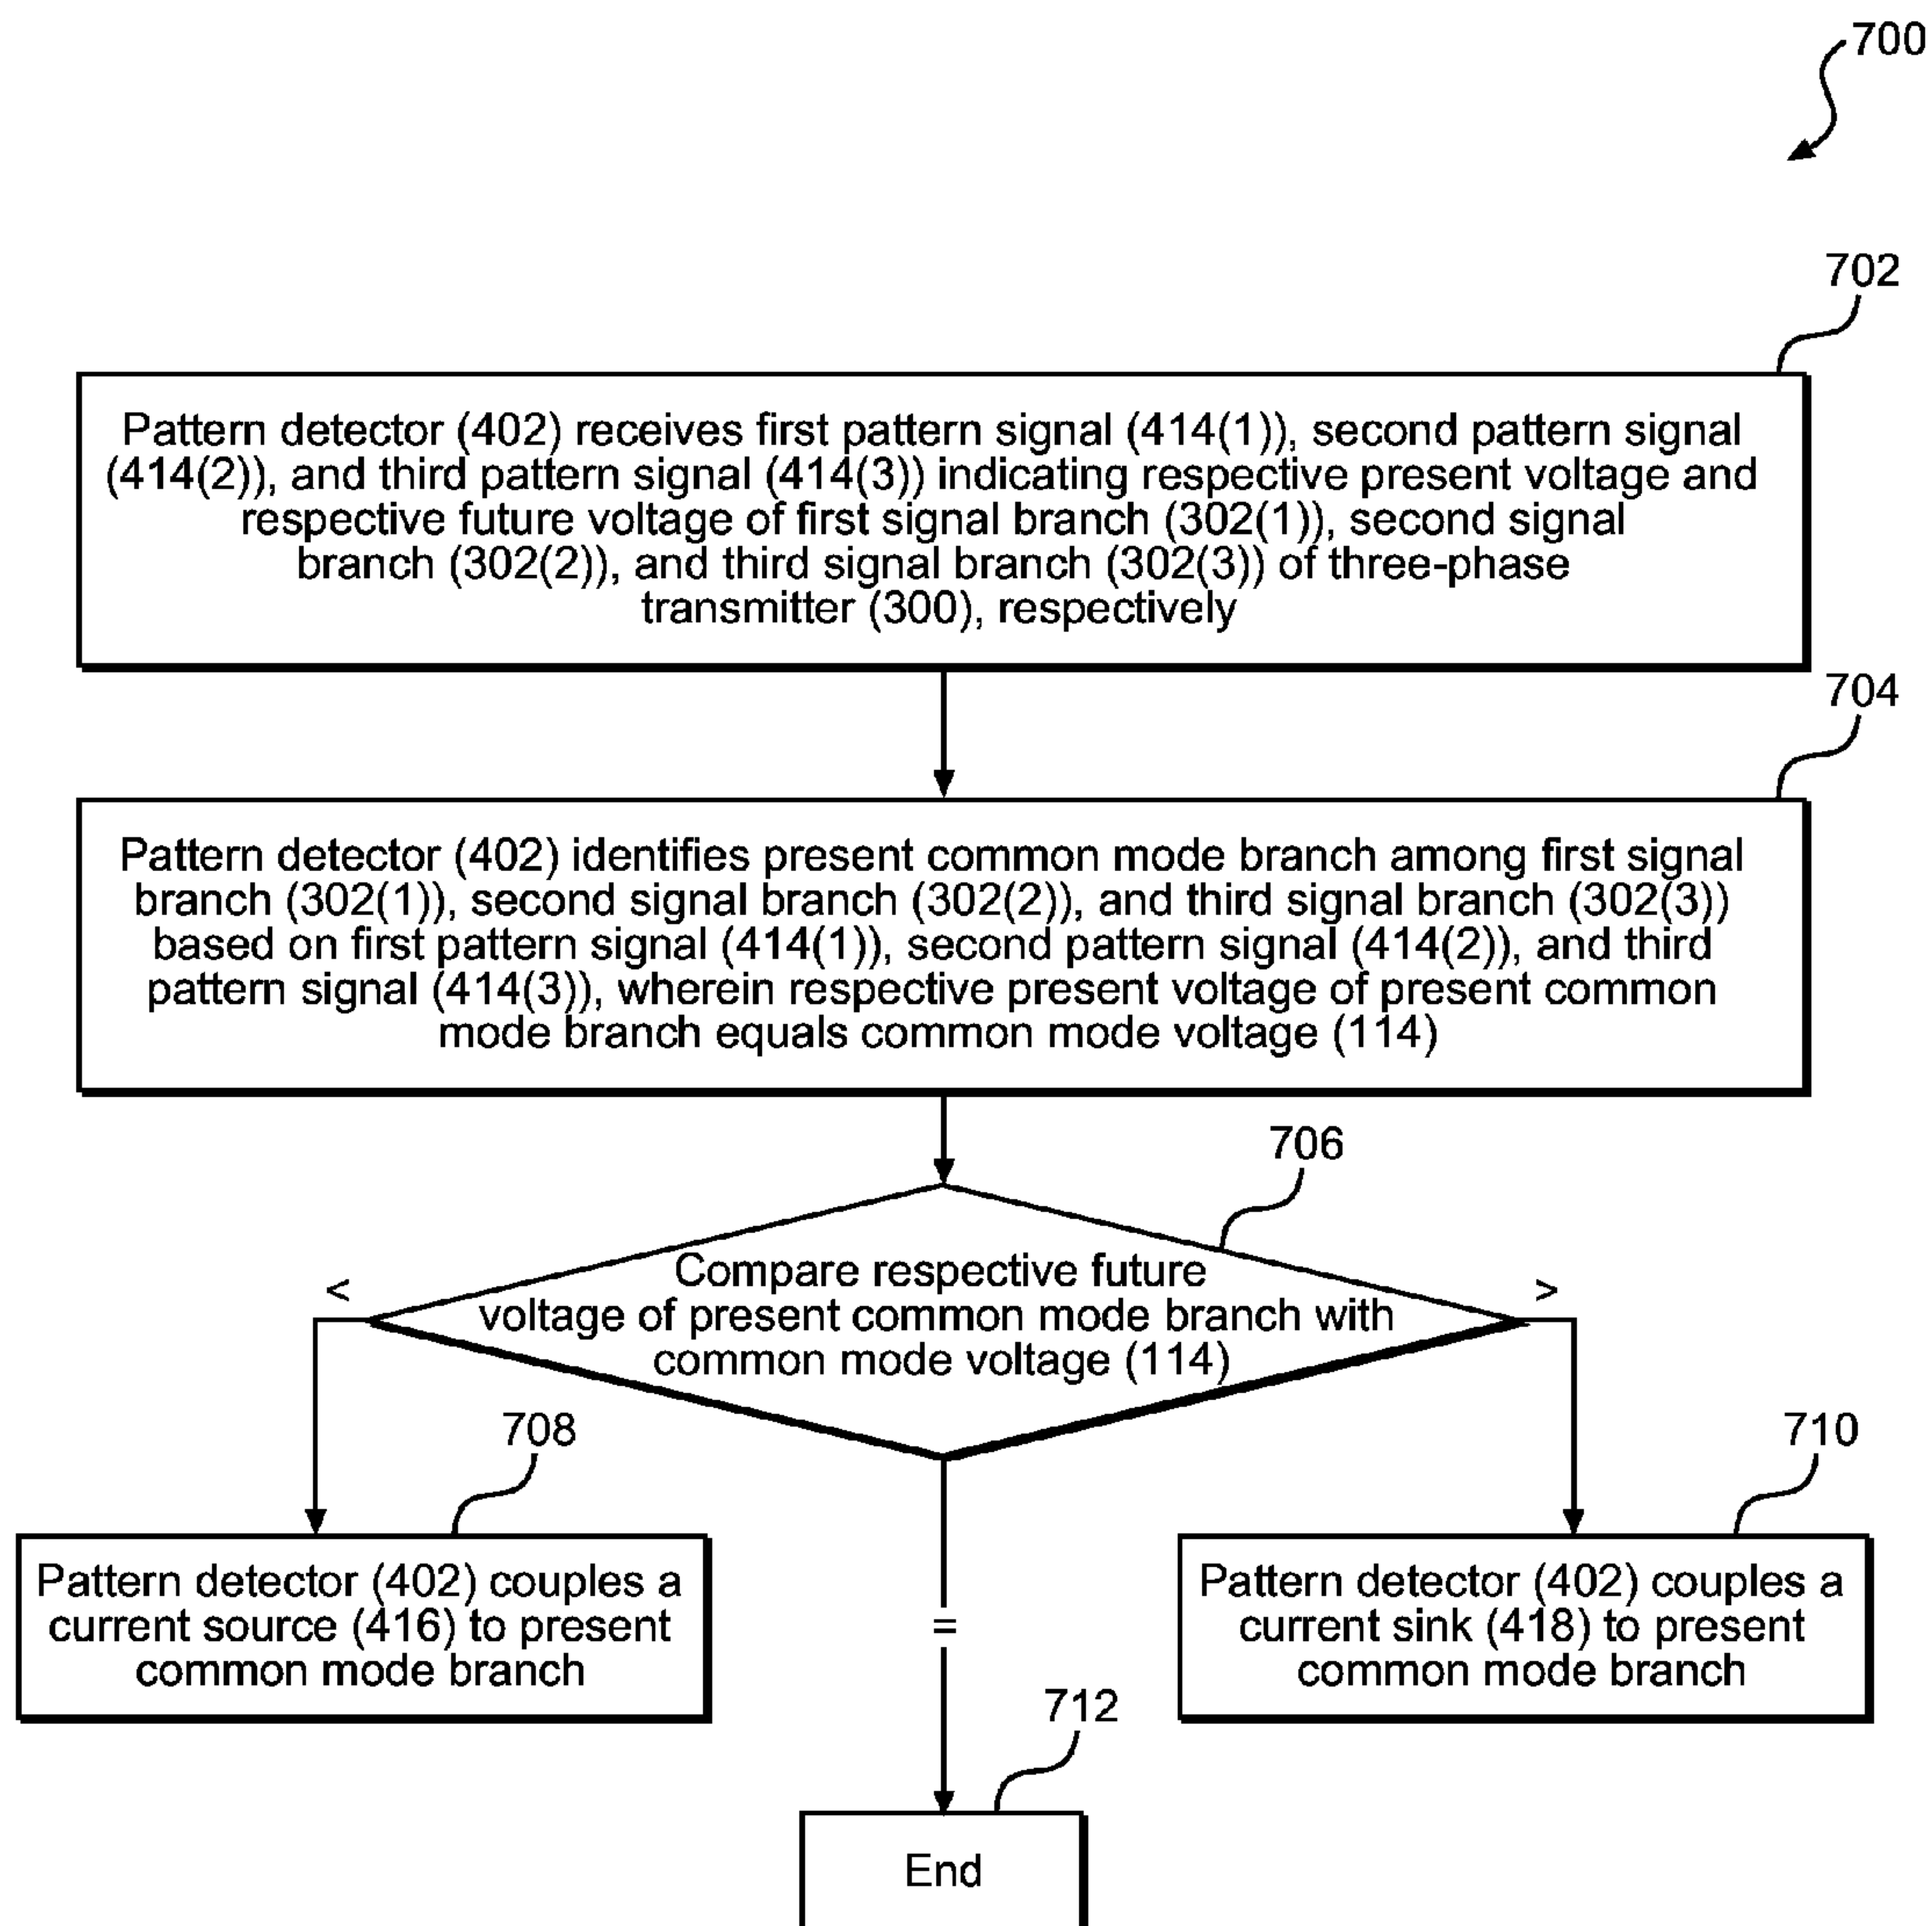 700
702
Pattern detector (402) receives first pattern signal (414(1)), second pattern signal
(414(2)), and third pattern signal (414(3)) indicating respective present voltage and
respective future voltage of first signal branch (302(1)), second signal
branch (302(2)), and third signal branch (302(3)) of three-phase
transmitter (300), respectively
704
Pattern detector (402) identifies present common mode branch among first signal
branch (302(1)), second signal branch (302(2)), and third signal branch (302(3))
based on first pattern signal (414(1)), second pattern signal (414(2)), and third
pattern signal (414(3)), wherein respective present voltage of present common
mode branch equals common mode voltage (114)
706
Compare respective future
voltage of present common mode branch with
common mode voltage (114)
<
>
708
710
Pattern detector (402) couples a
current source (416) to present
common mode branch
=
Pattern detector (402) couples a
current sink (418) to present
common mode branch
712
End